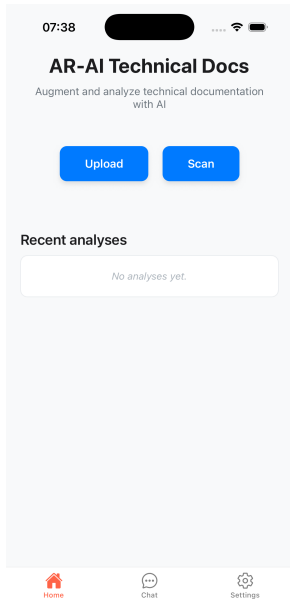 07:38
AR-AI Technical Docs
Augment and analyze technical documentation
with AI
Upload
Scan
Recent analyses
No analyses yet.
Home
Chat
Settings